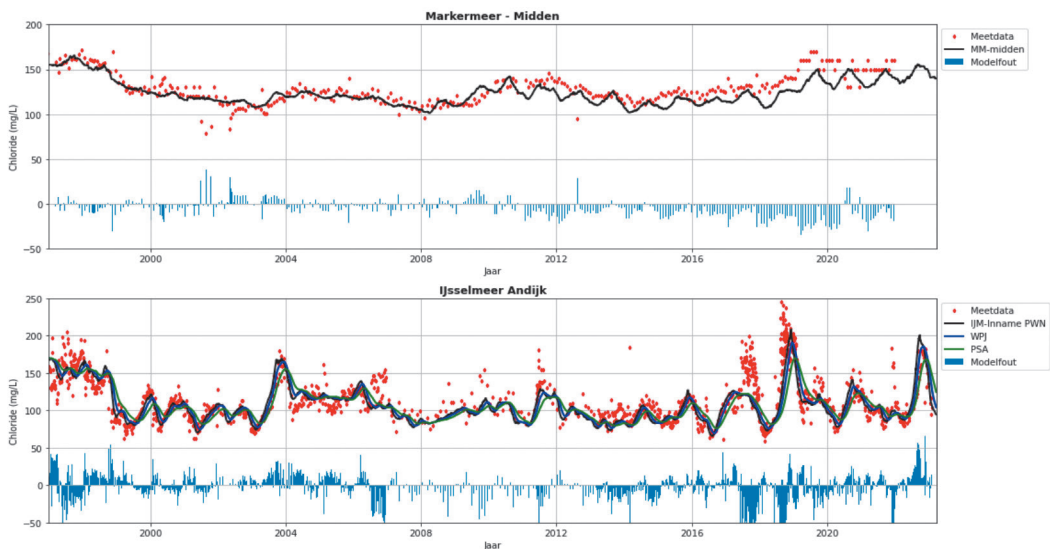 Markermeer - Midden
200
150
100
50
0
−50
Chloride (mg/L)
2000
2004
2008
2012
2016
2020
Jaar
Meetdata
MM-midden
Modelfout
IJsselmeer Andijk
250
200
150
100
50
0
−50
Chloride (mg/L)
2000
2004
2008
2012
2016
2020
Jaar
Meetdata
IJM-Inname PWN
WPJ
PSA
Modelfout